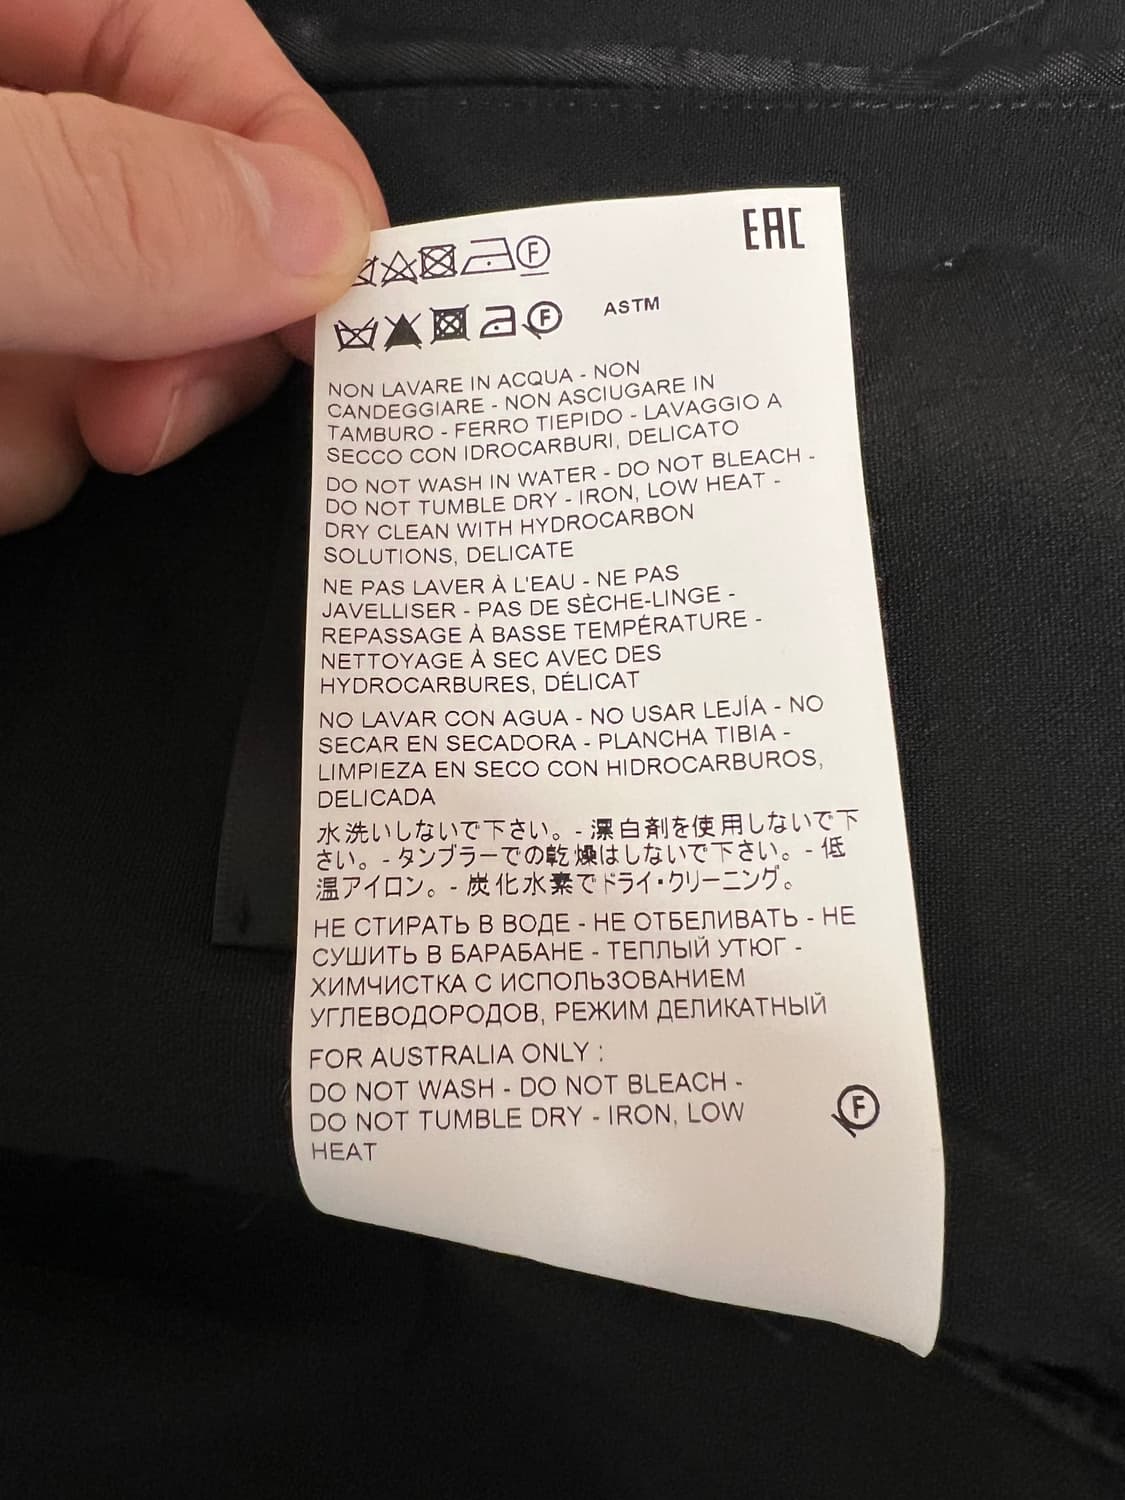 EAC
F
F
ASTM
NON LAVARE IN ACQUA - NON
CANDEGGIARE - NON ASCIUGARE IN
TAMBURO - FERRO TIEPIDO - LAVAGGIO A
SECCO CON IDROCARBURI, DELICATO
DO NOT WASH IN WATER - DO NOT BLEACH -
DO NOT TUMBLE DRY - IRON, LOW HEAT -
DRY CLEAN WITH HYDROCARBON
SOLUTIONS, DELICATE
NE PAS LAVER À L'EAU - NE PAS
JAVELLISER - PAS DE SÈCHE-LINGE -
REPASSAGE À BASSE TEMPÉRATURE -
NETTOYAGE À SEC AVEC DES
HYDROCARBURES, DÉLICAT
NO LAVAR CON AGUA - NO USAR LEJÍA - NO
SECAR EN SECADORA - PLANCHA TIBIA -
LIMPIEZA EN SECO CON HIDROCARBUROS,
DELICADA
水洗いしないで下さい。- 漂白剤を使用しないで下
さい。- タンブラーでの乾燥はしないで下さい。- 低
温アイロン。- 炭化水素でドライ・クリーニング。
НЕ СТИРАТЬ В ВОДЕ - НЕ ОТБЕЛИВАТЬ - НЕ
СУШИТЬ В БАРАБАНЕ - ТЕПЛЫЙ УТЮГ -
ХИМЧИСТКА С ИСПОЛЬЗОВАНИЕМ
УГЛЕВОДОРОДОВ, РЕЖИМ ДЕЛИКАТНЫЙ
FOR AUSTRALIA ONLY :
DO NOT WASH - DO NOT BLEACH -
DO NOT TUMBLE DRY - IRON, LOW
HEAT
F